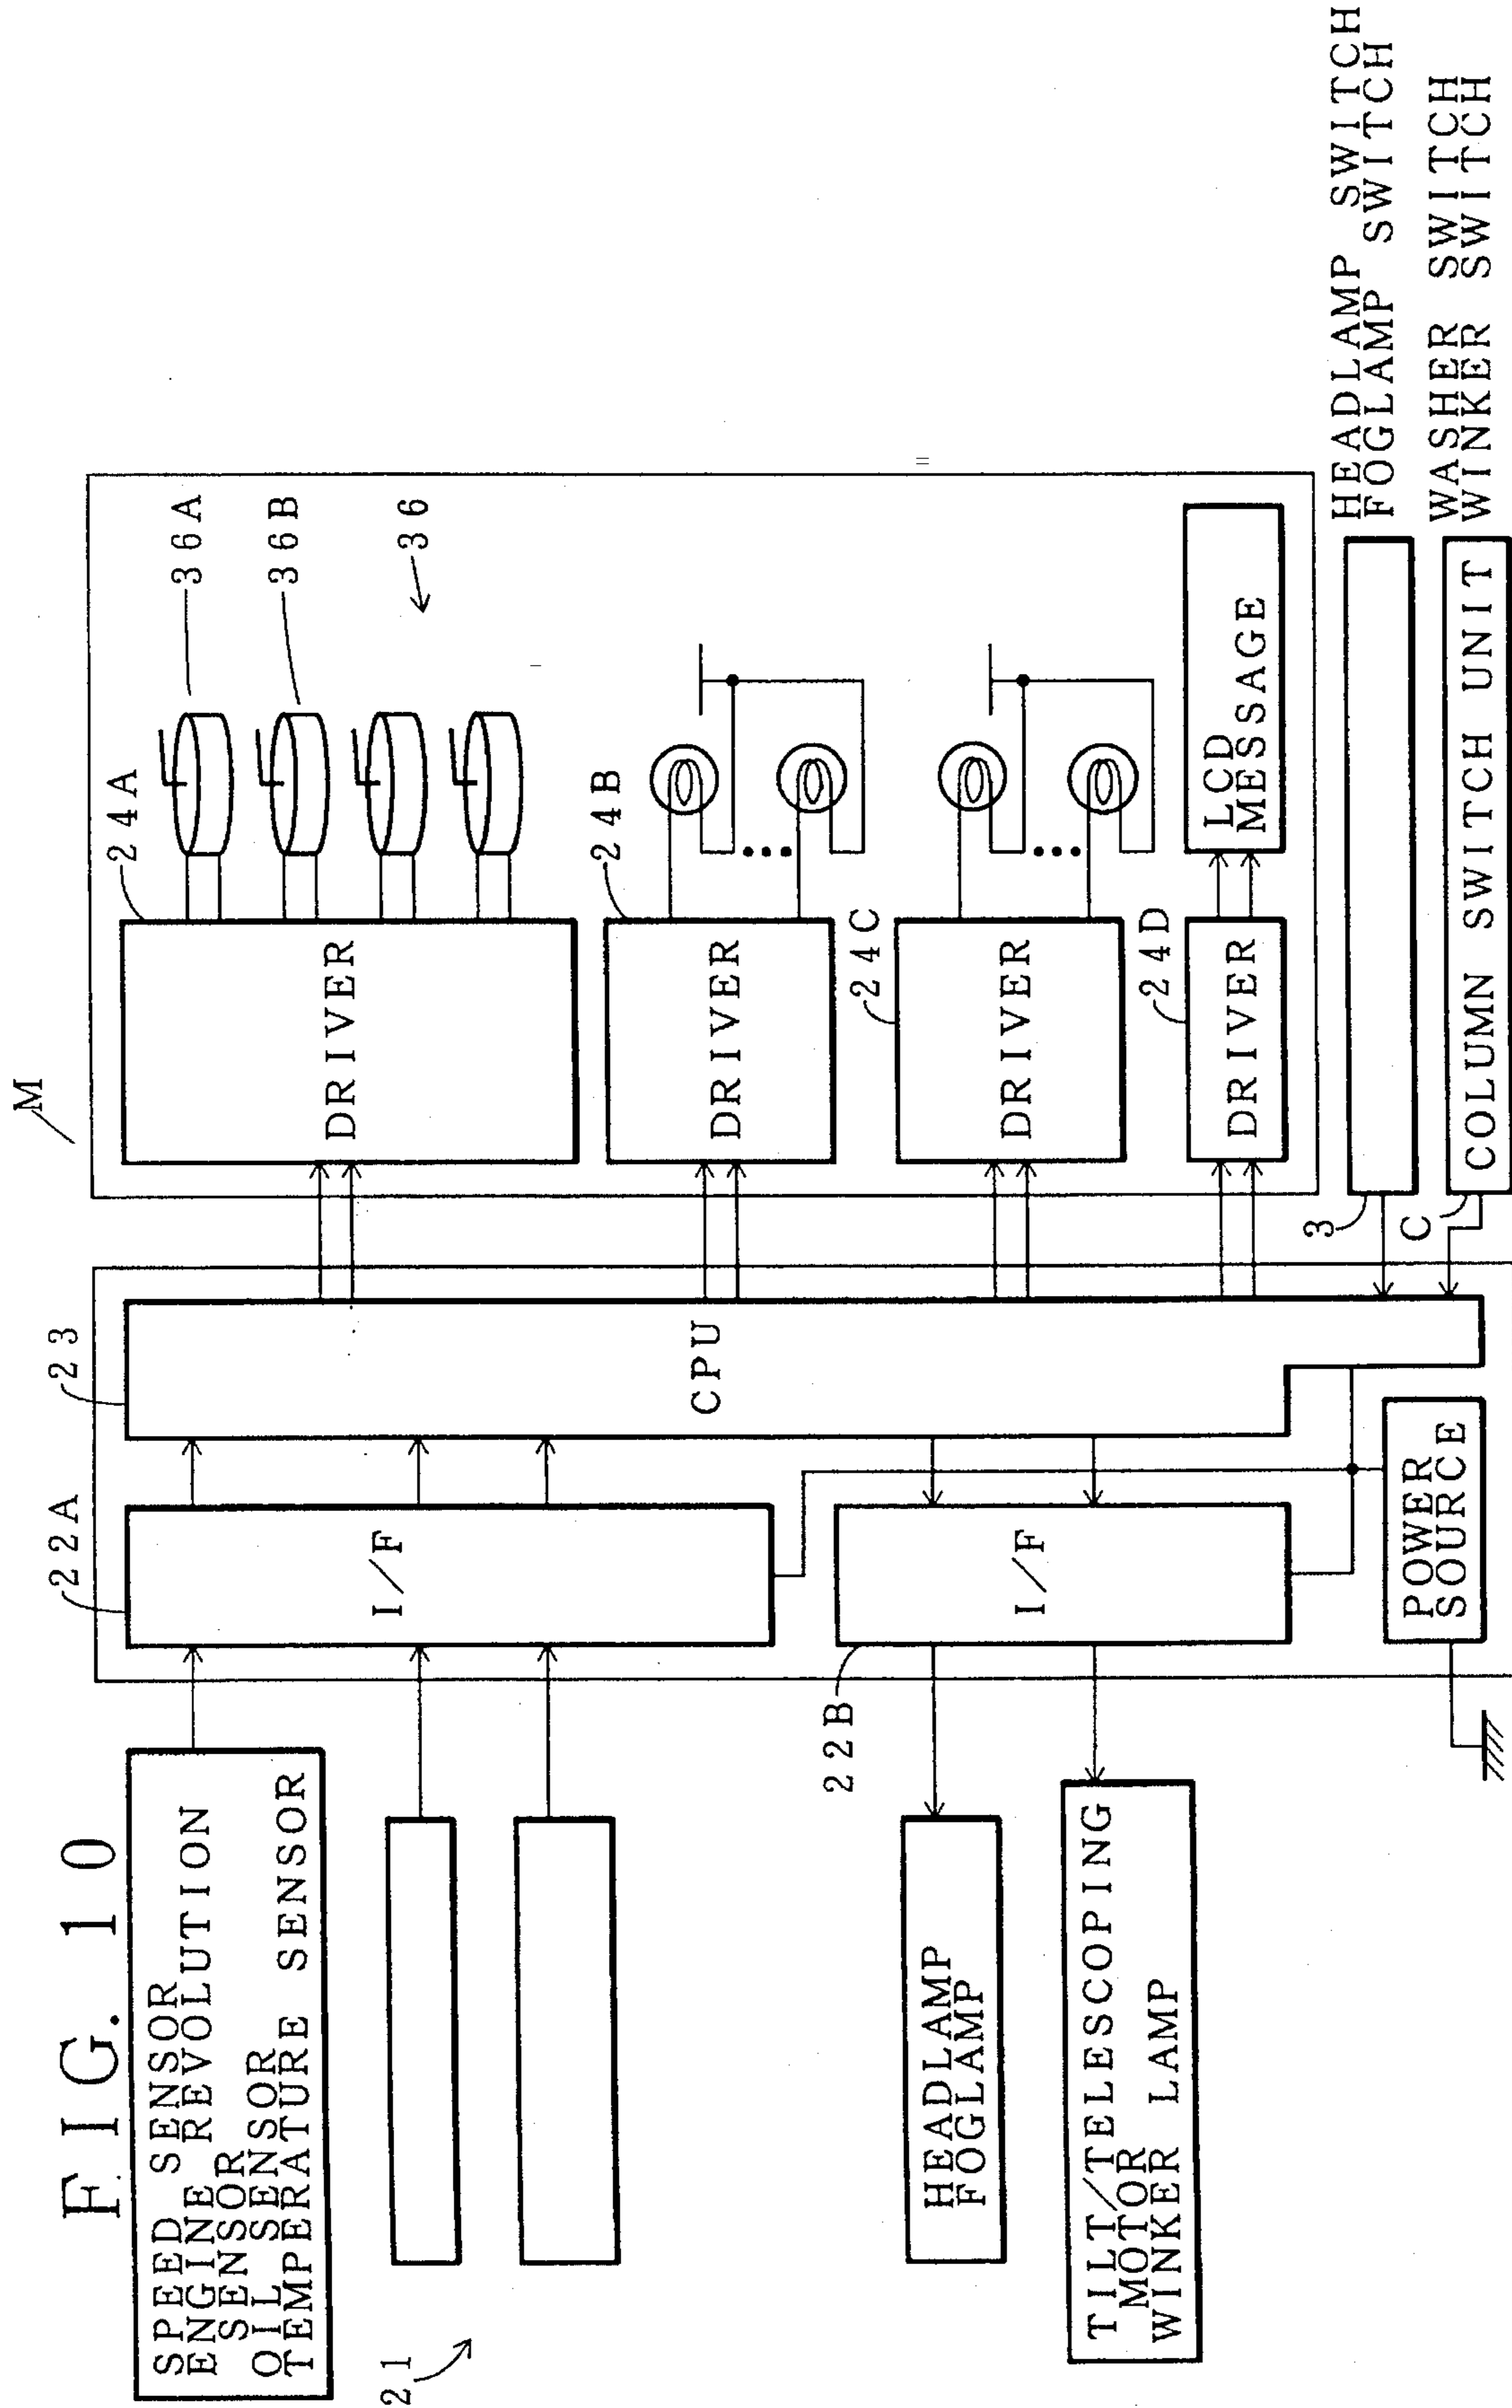 FIG. 10
SPEED SENSOR
ENGINE REVOLUTION
SENSOR
OIL SENSOR
TEMPERATURE SENSOR
21
HEADLAMP
FOGLAMP
TILT/TELESCOPING
MOTOR
WINKER LAMP
22A
I/F
22B
I/F
POWER
SOURCE
23
CPU
M
24A
DRIVER
24B
DRIVER
24C
DRIVER
24D
DRIVER
36A
36B
36
LCD
MESSAGE
3
HEADLAMP SWITCH
FOGLAMP SWITCH
C
COLUMN SWITCH UNIT
WASHER SWITCH
WINKER SWITCH